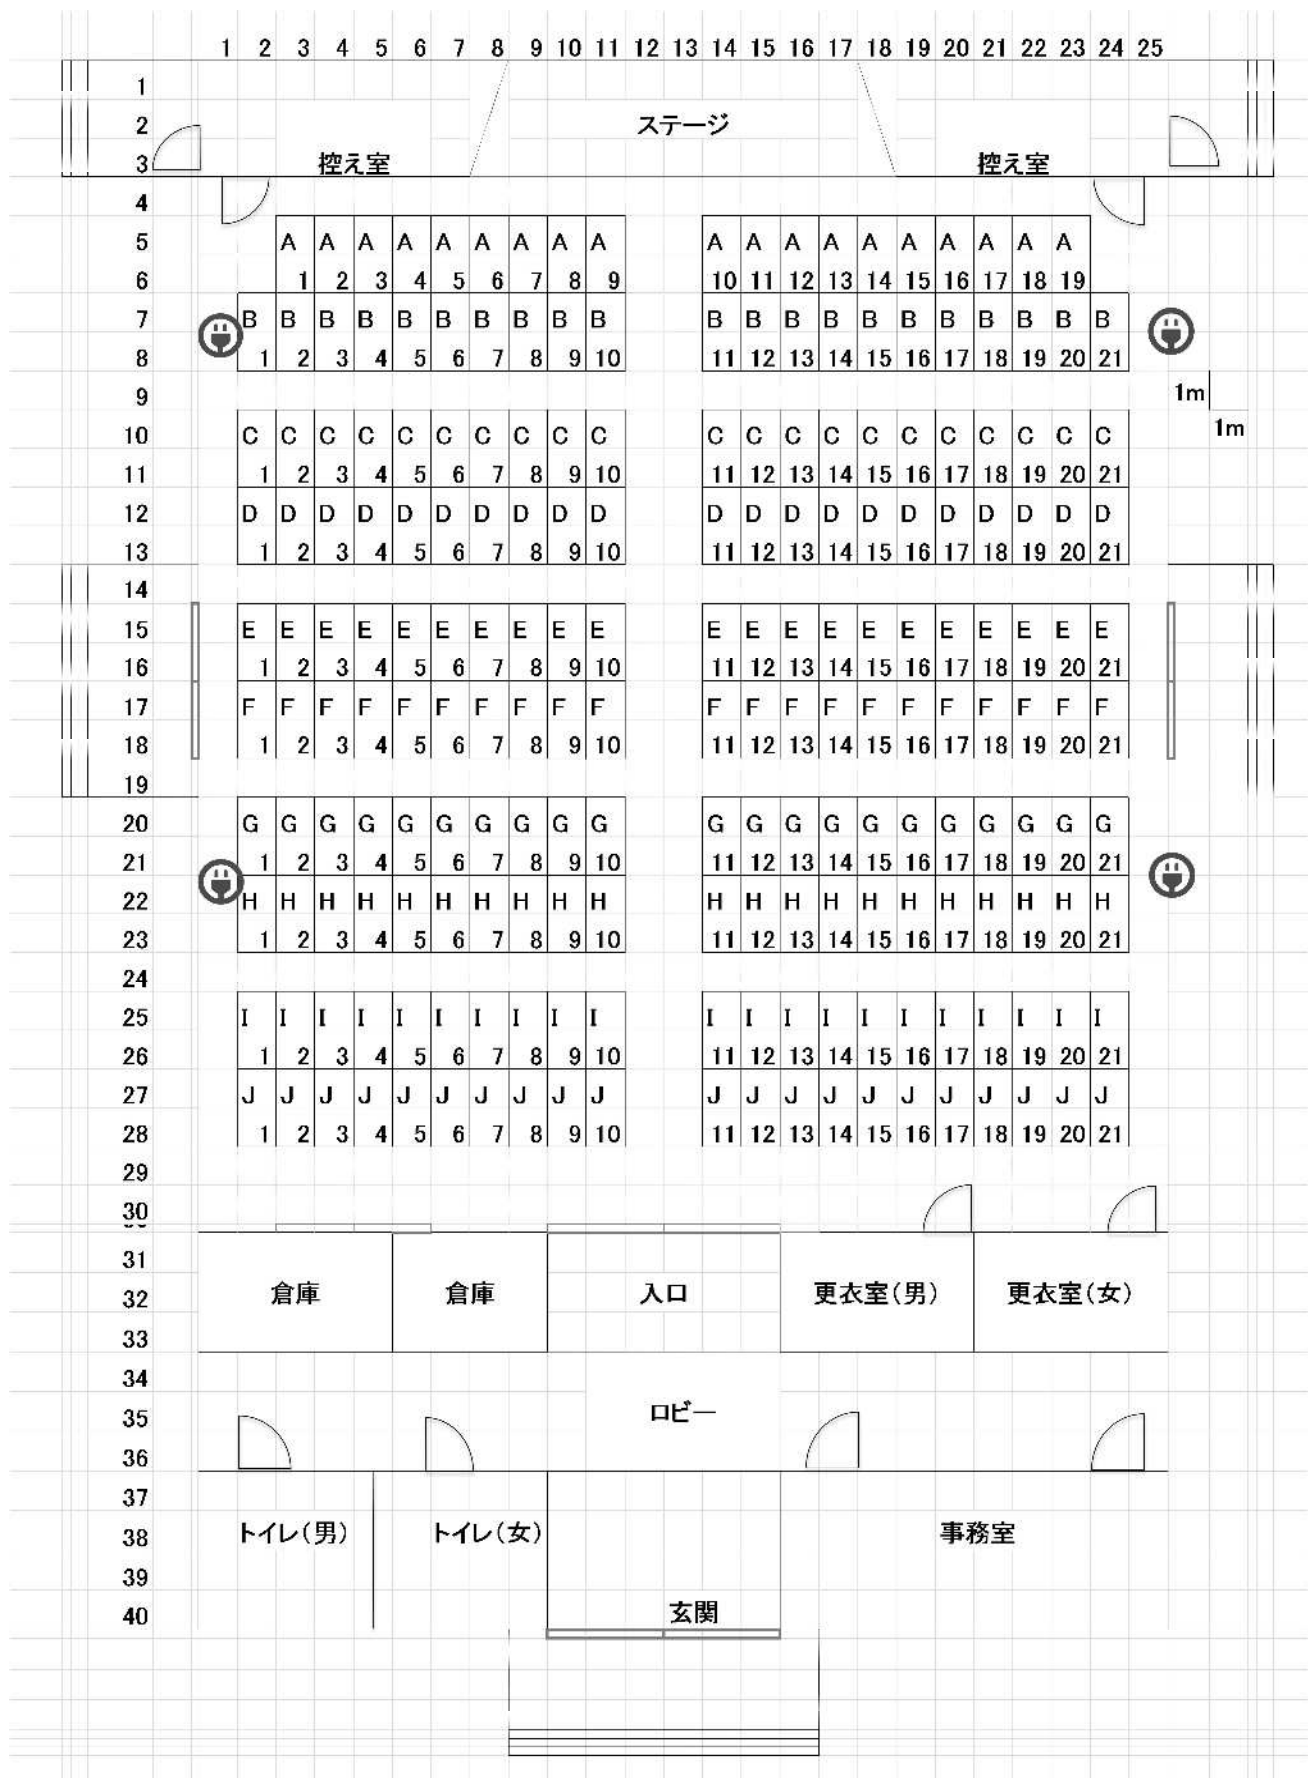 1 2 3 4 5 6 7 8 9 10 11 12 13 14 15 16 17 18 19 20 21 22 23 24 25
1
2 ステージ
3 控え室 控え室
4
5 A A A A A A A A A A A A A A A A A A A
6 1 2 3 4 5 6 7 8 9 10 11 12 13 14 15 16 17 18 19
7 B B B B B B B B B B B B B B B B B B B B B
8 1 2 3 4 5 6 7 8 9 10 11 12 13 14 15 16 17 18 19 20 21
9 1m
10 C C C C C C C C C C C C C C C C C C C C C 1m
11 1 2 3 4 5 6 7 8 9 10 11 12 13 14 15 16 17 18 19 20 21
12 D D D D D D D D D D D D D D D D D D D D D
13 1 2 3 4 5 6 7 8 9 10 11 12 13 14 15 16 17 18 19 20 21
14
15 E E E E E E E E E E E E E E E E E E E E E
16 1 2 3 4 5 6 7 8 9 10 11 12 13 14 15 16 17 18 19 20 21
17 F F F F F F F F F F F F F F F F F F F F F
18 1 2 3 4 5 6 7 8 9 10 11 12 13 14 15 16 17 18 19 20 21
19
20 G G G G G G G G G G G G G G G G G G G G G
21 1 2 3 4 5 6 7 8 9 10 11 12 13 14 15 16 17 18 19 20 21
22 H H H H H H H H H H H H H H H H H H H H H
23 1 2 3 4 5 6 7 8 9 10 11 12 13 14 15 16 17 18 19 20 21
24
25 I I I I I I I I I I I I I I I I I I I I I
26 1 2 3 4 5 6 7 8 9 10 11 12 13 14 15 16 17 18 19 20 21
27 J J J J J J J J J J J J J J J J J J J J J
28 1 2 3 4 5 6 7 8 9 10 11 12 13 14 15 16 17 18 19 20 21
29
30
31
32 倉庫 倉庫 入口 更衣室(男) 更衣室(女)
33
34
35 ロビー
36
37
38 トイレ(男) トイレ(女) 事務室
39
40 玄関